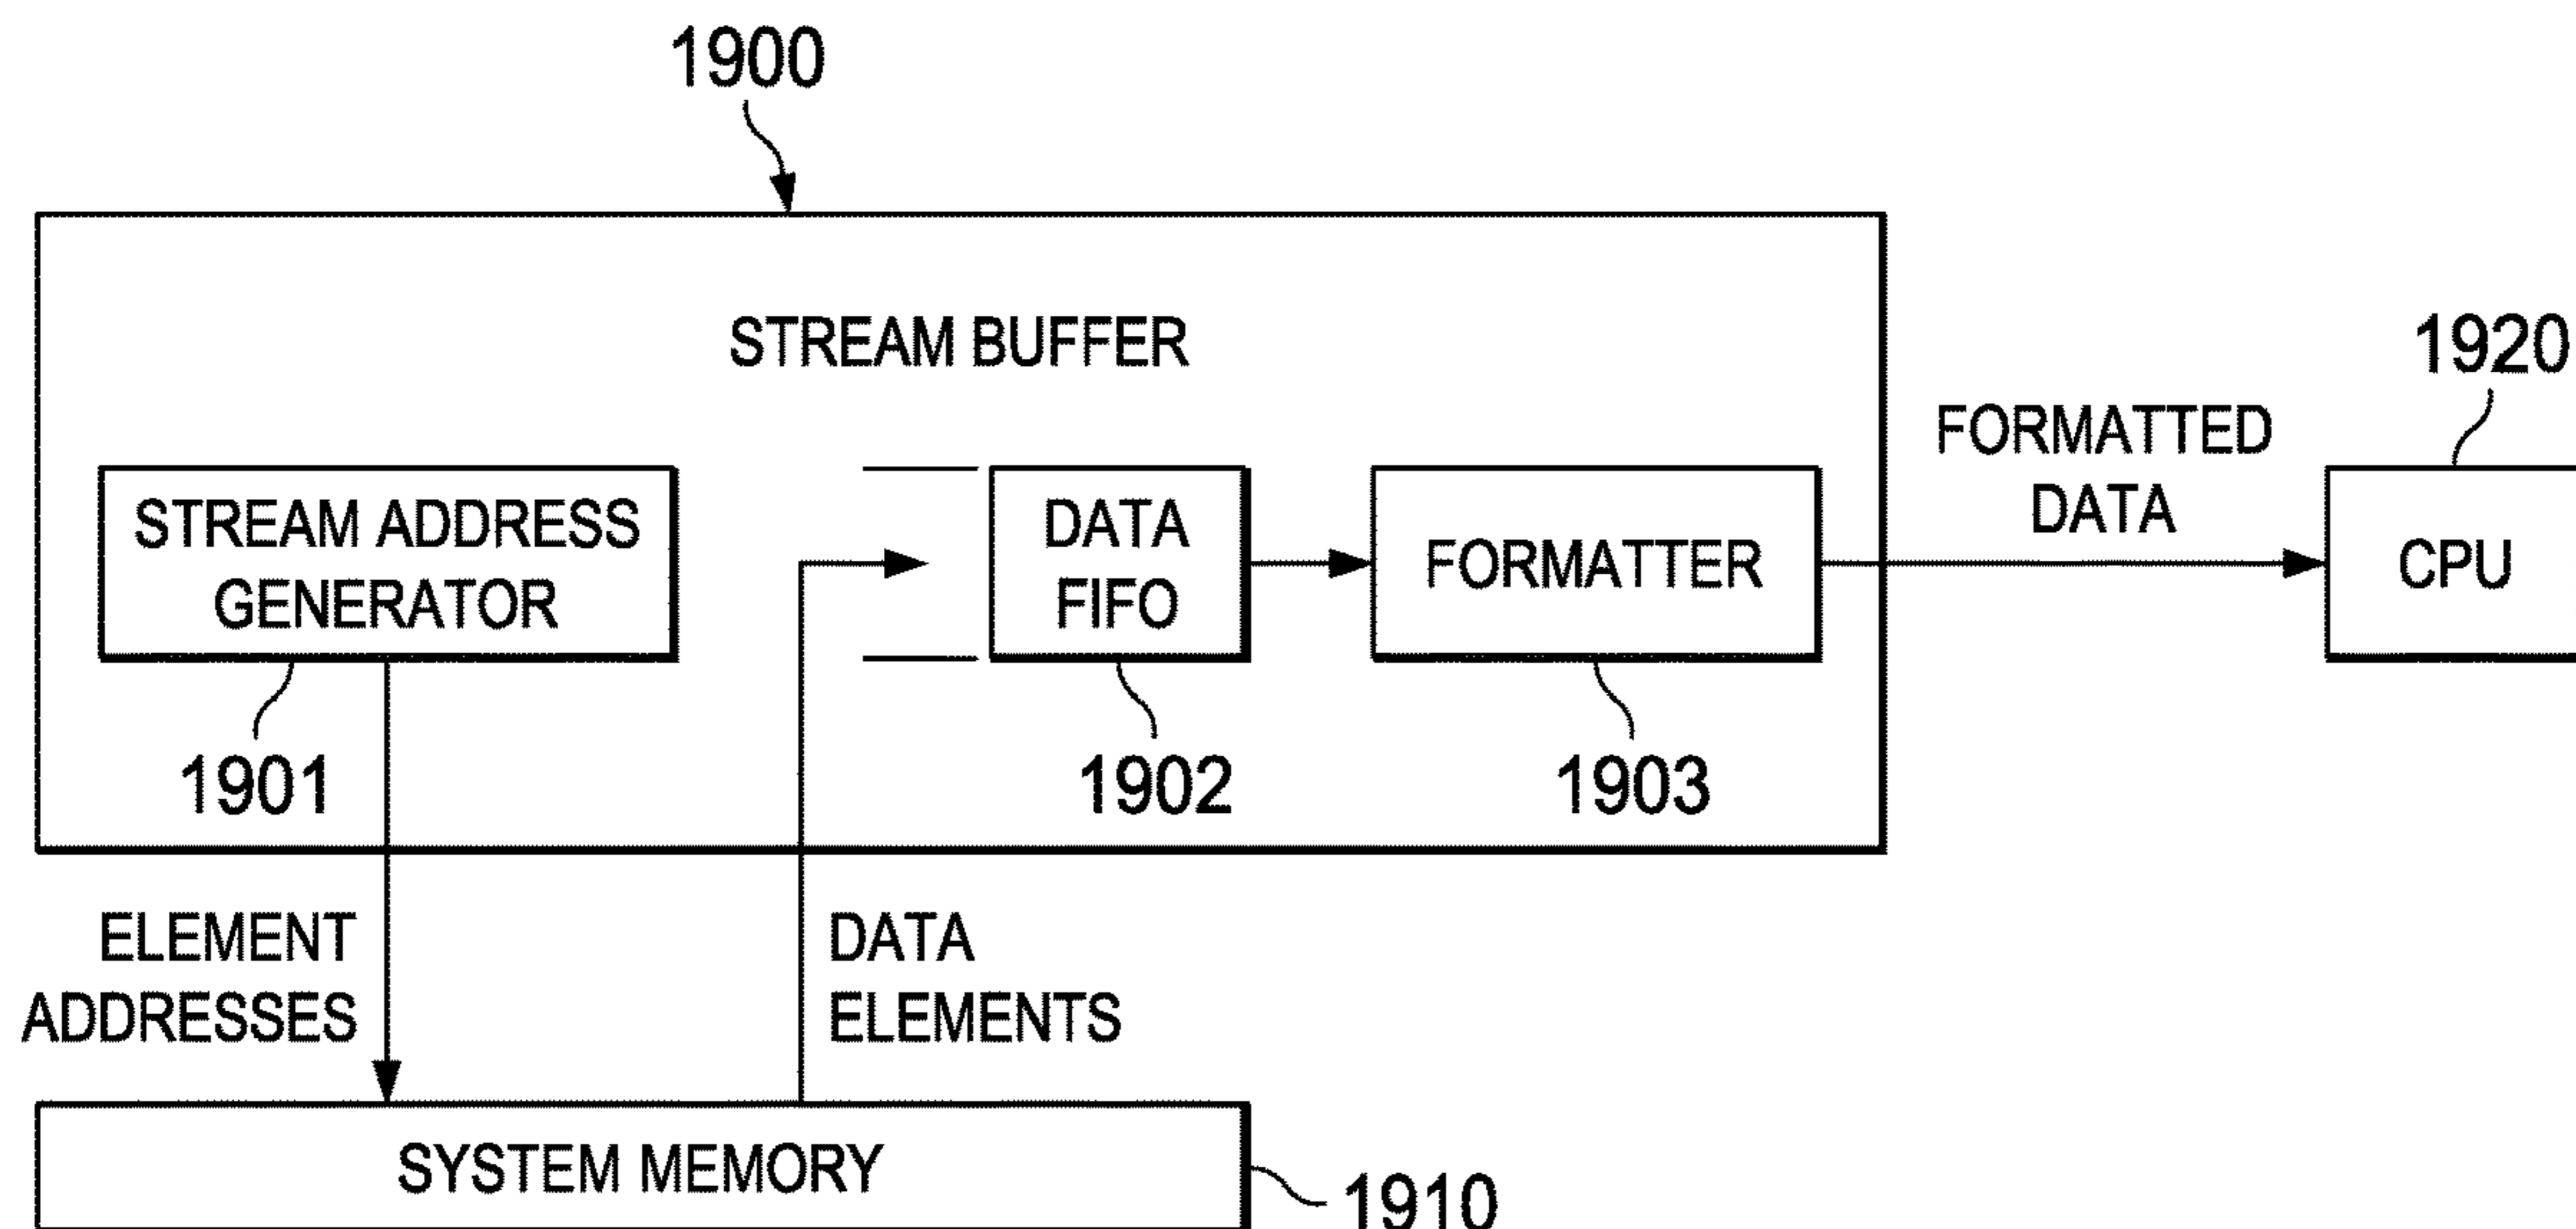 1900
STREAM BUFFER
1920
FORMATTED
DATA
STREAM ADDRESS
GENERATOR
DATA
FIFO
FORMATTER
CPU
1901
1902
1903
ELEMENT
ADDRESSES
DATA
ELEMENTS
SYSTEM MEMORY
1910